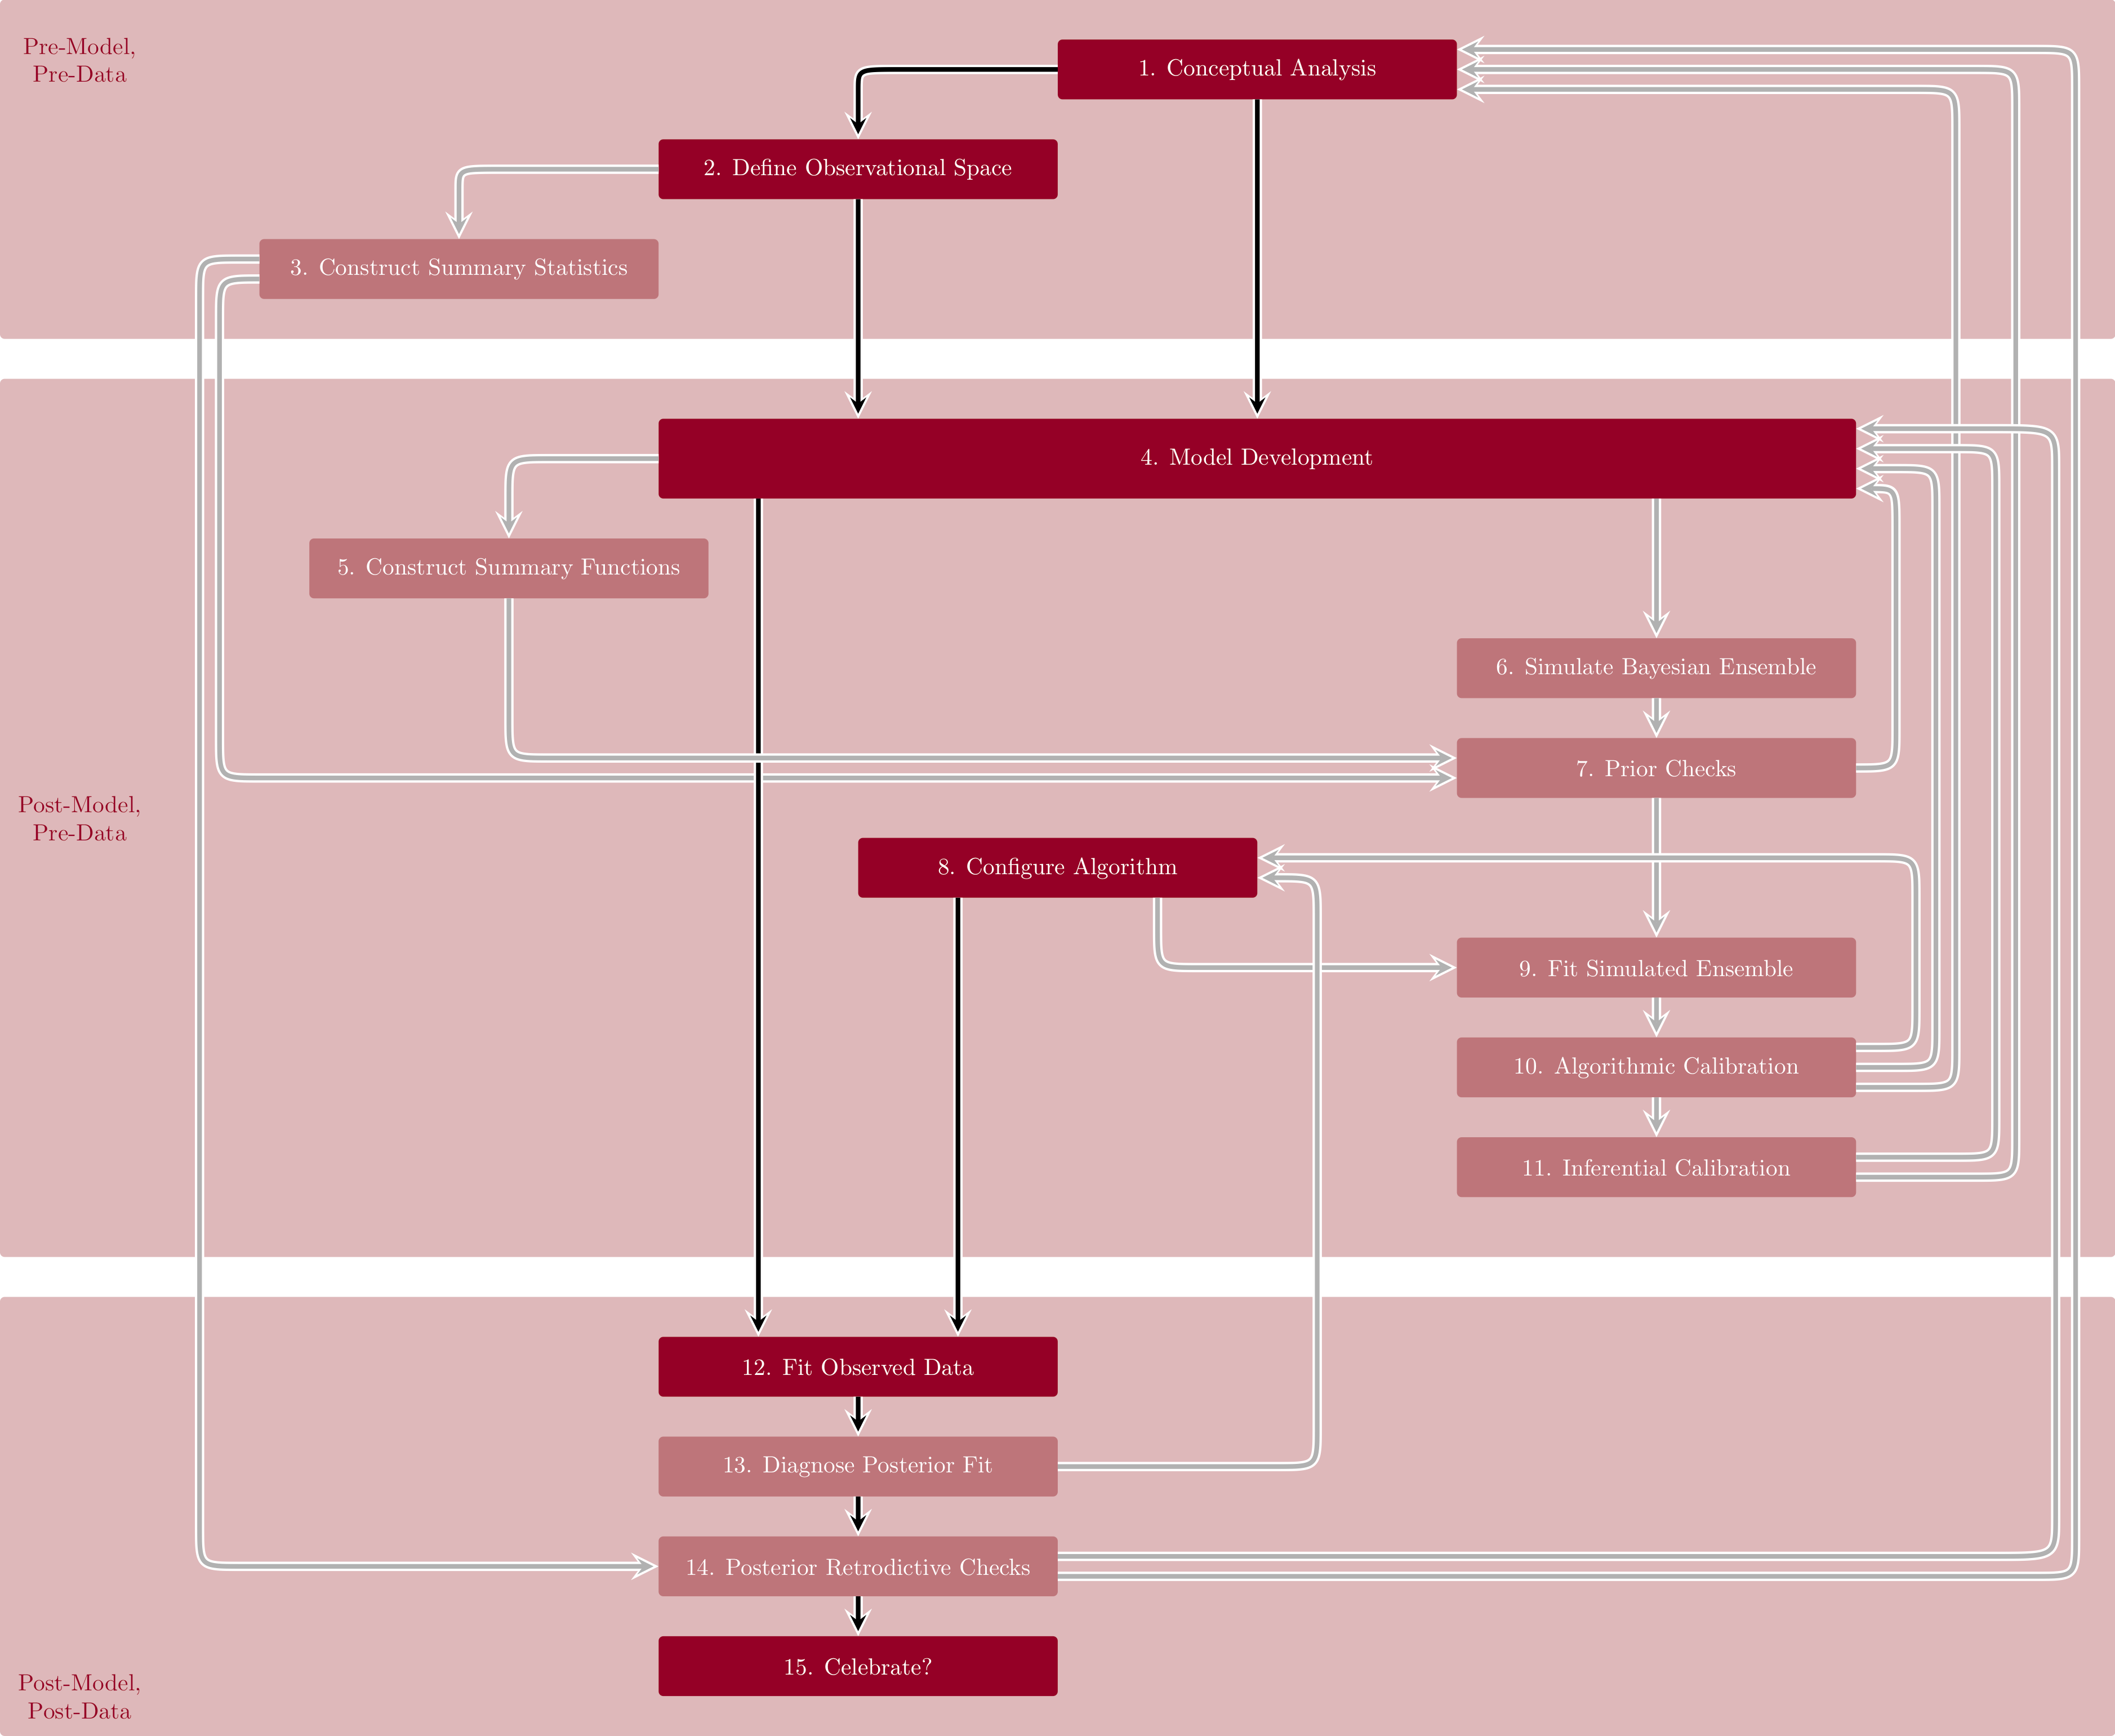 Pre-Model,
Pre-Data
1. Conceptual Analysis
2. Define Observational Space
3. Construct Summary Statistics
4. Model Development
5. Construct Summary Functions
6. Simulate Bayesian Ensemble
7. Prior Checks
Post-Model,
Pre-Data
8. Configure Algorithm
9. Fit Simulated Ensemble
10. Algorithmic Calibration
11. Inferential Calibration
12. Fit Observed Data
13. Diagnose Posterior Fit
14. Posterior Retrodictive Checks
15. Celebrate?
Post-Model,
Post-Data